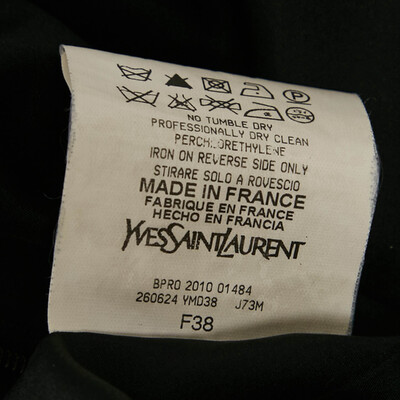 NO TUMBLE DRY
PROFESSIONALLY DRY CLEAN
PERCHLORETHYLENE
IRON ON REVERSE SIDE ONLY
STIRARE SOLO A ROVESCIO
MADE IN FRANCE
FABRIQUE EN FRANCE
HECHO EN FRANCIA
YVESSAINTLAURENT
BPRO 2010 01484
260624 YMD38 J73M
F38